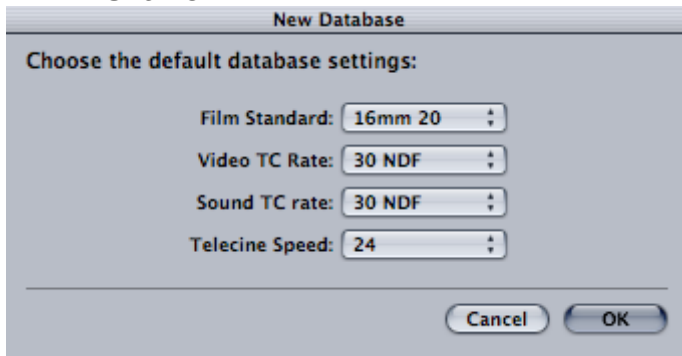 New Database
Choose the default database settings:
Film Standard: 16mm 20
Video TC Rate: 30 NDF
Sound TC rate: 30 NDF
Telecine Speed: 24
Cancel OK